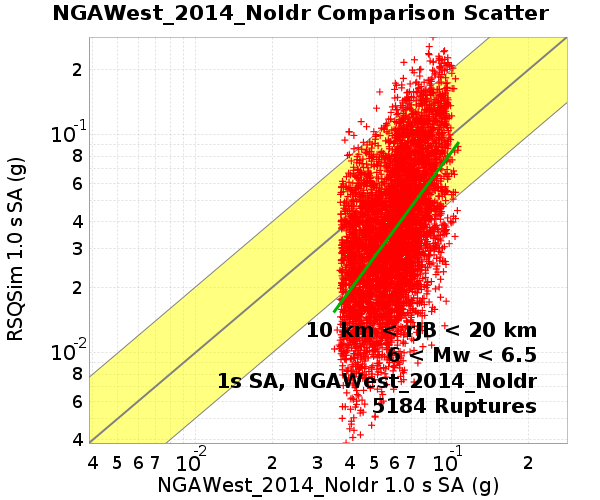 NGAWest_2014_NoIdr Comparison Scatter
RSQSim 1.0 s SA (g)
2
10-1
8
6
4
3
2
10-2
8
6
4
10 km < rJB < 20 km
6 < Mw < 6.5
1s SA, NGAWest_2014_NoIdr
5184 Ruptures
4 5 6 7 10-2 2 3 4 5 6 7 10-1 2
NGAWest_2014_NoIdr 1.0 s SA (g)